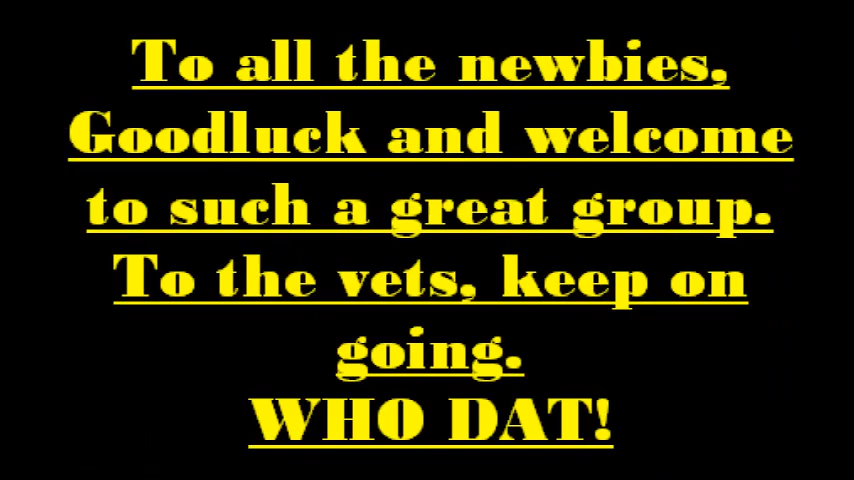 To all the newbies,
Goodluck and welcome
to such a great group.
To the vets, keep on
going.
WHO DAT!